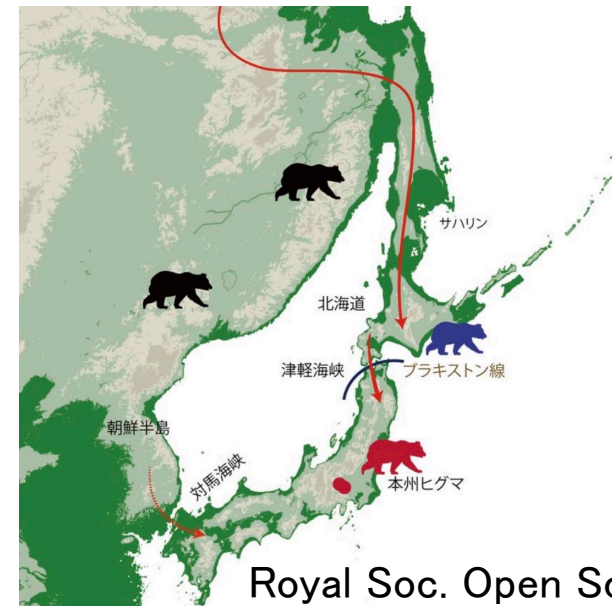 サハリン
北海道
津軽海峡
ブラキストン線
朝鮮半島
対馬海峡
本州ヒグマ
Royal Soc. Open Sc